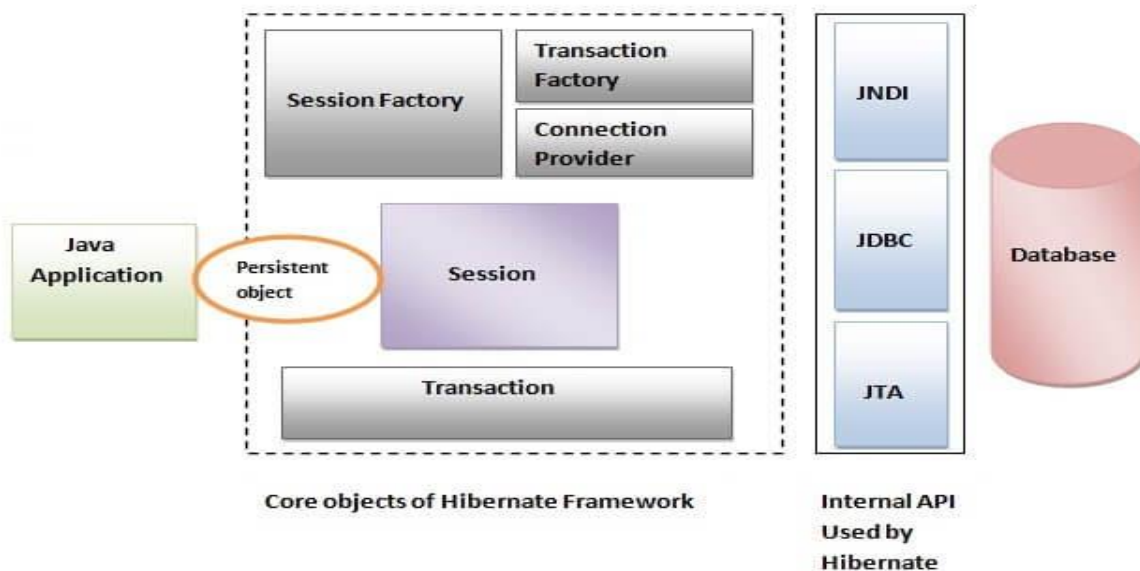 Session Factory
Transaction
Factory
Connection
Provider
Java
Application
Persistent
object
Session
Transaction
JNDI
JDBC
JTA
Database
Core objects of Hibernate Framework
Internal API
Used by
Hibernate